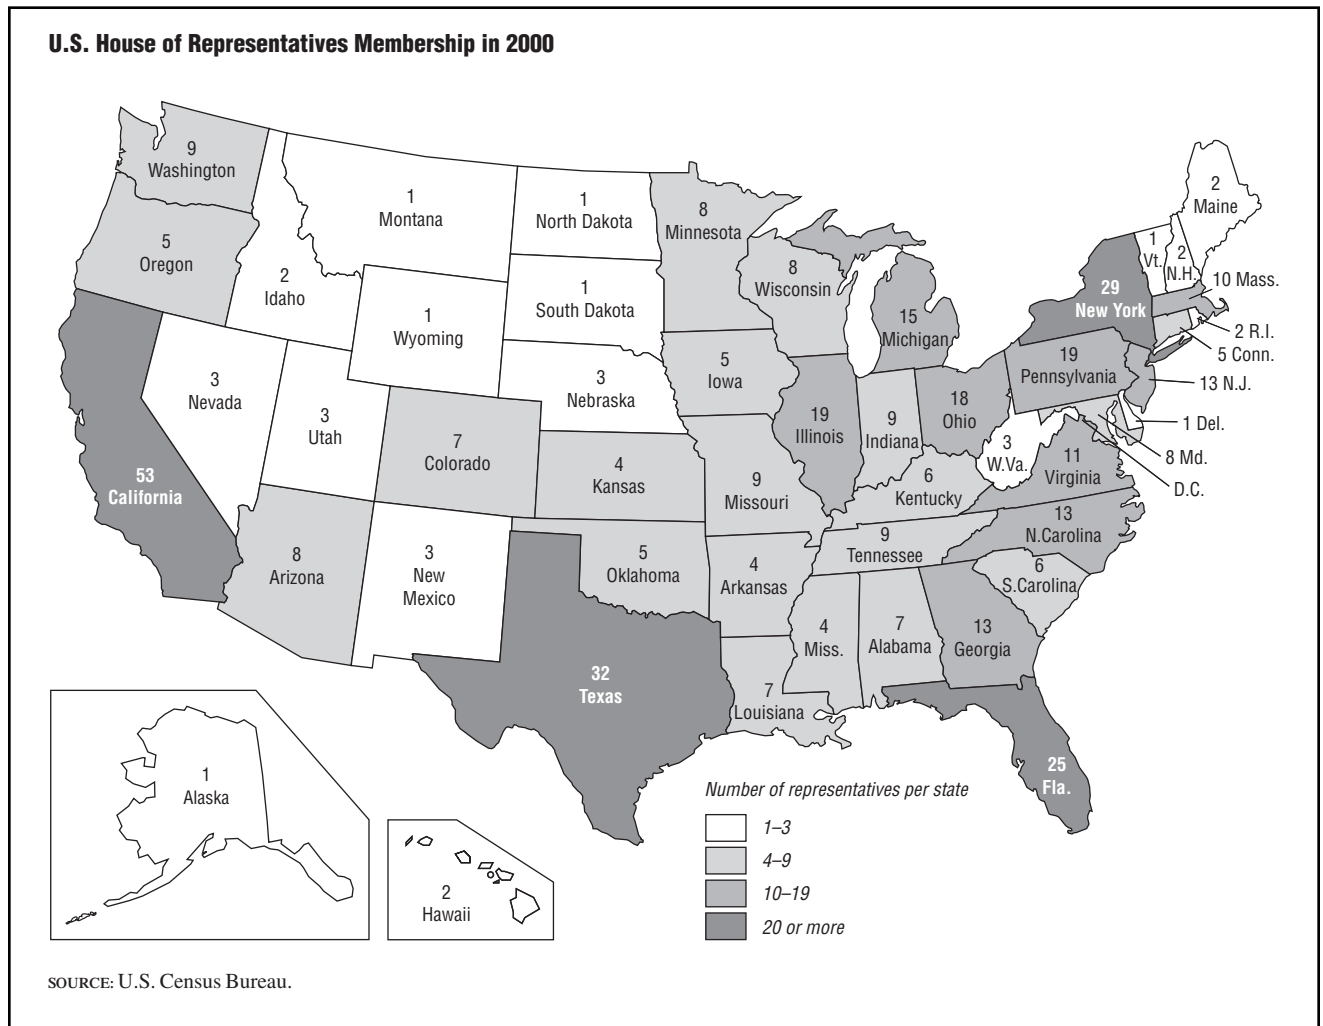 U.S. House of Representatives Membership in 2000
9
Washington
1
Montana
1
North Dakota
8
Minnesota
2
Maine
5
Oregon
2
Idaho
1
Wyoming
1
South Dakota
8
Wisconsin
15
Michigan
29
New York
1
Vt.
2
N.H.
10 Mass.
2 R.I.
5 Conn.
13 N.J.
1 Del.
8 Md.
D.C.
3
Nevada
3
Utah
7
Colorado
3
Nebraska
5
Iowa
19
Illinois
9
Indiana
18
Ohio
19
Pennsylvania
53
California
4
Kansas
9
Missouri
6
Kentucky
3
W.Va.
11
Virginia
8
Arizona
3
New
Mexico
5
Oklahoma
4
Arkansas
9
Tennessee
13
N.Carolina
6
S.Carolina
32
Texas
7
Louisiana
4
Miss.
7
Alabama
13
Georgia
25
Fla.
1
Alaska
2
Hawaii
Number of representatives per state
1–3
4–9
10–19
20 or more
SOURCE: U.S. Census Bureau.